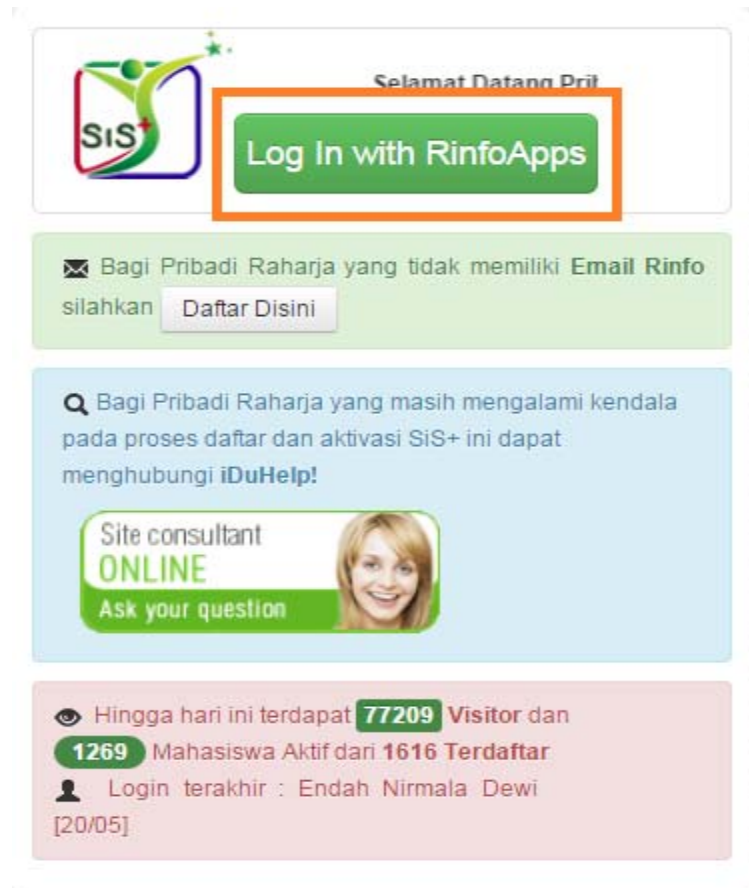 SiS+
Selamat Datang
Log In with RinfoApps
Bagi Pribadi Raharja yang tidak memiliki Email Rinfo
silahkan Daftar Disini
Bagi Pribadi Raharja yang masih mengalami kendala
pada proses daftar dan aktivasi SiS+ ini dapat
menghubungi iDuHelp!
Site consultant
ONLINE
Ask your question
Hingga hari ini terdapat 77209 Visitor dan
1269 Mahasiswa Aktif dari 1616 Terdaftar
Login terakhir : Endah Nirmala Dewi
[20/05]